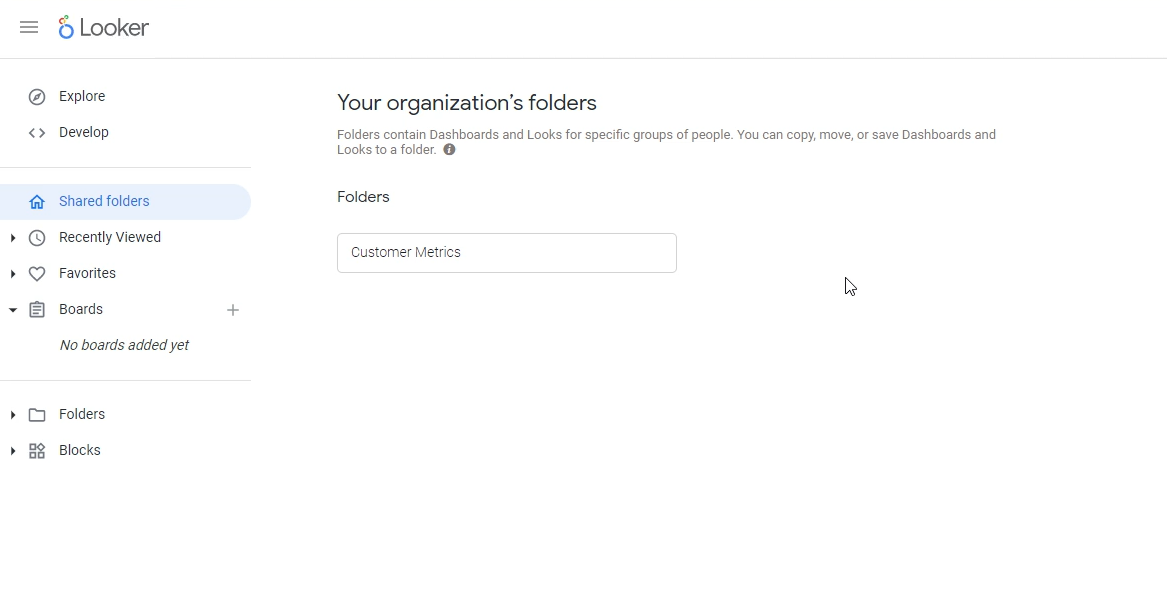 Looker
Explore
Develop
Shared folders
Recently Viewed
Favorites
Boards
No boards added yet
Folders
Blocks
Your organization’s folders
Folders contain Dashboards and Looks for specific groups of people. You can copy, move, or save Dashboards and
Looks to a folder.
Folders
Customer Metrics